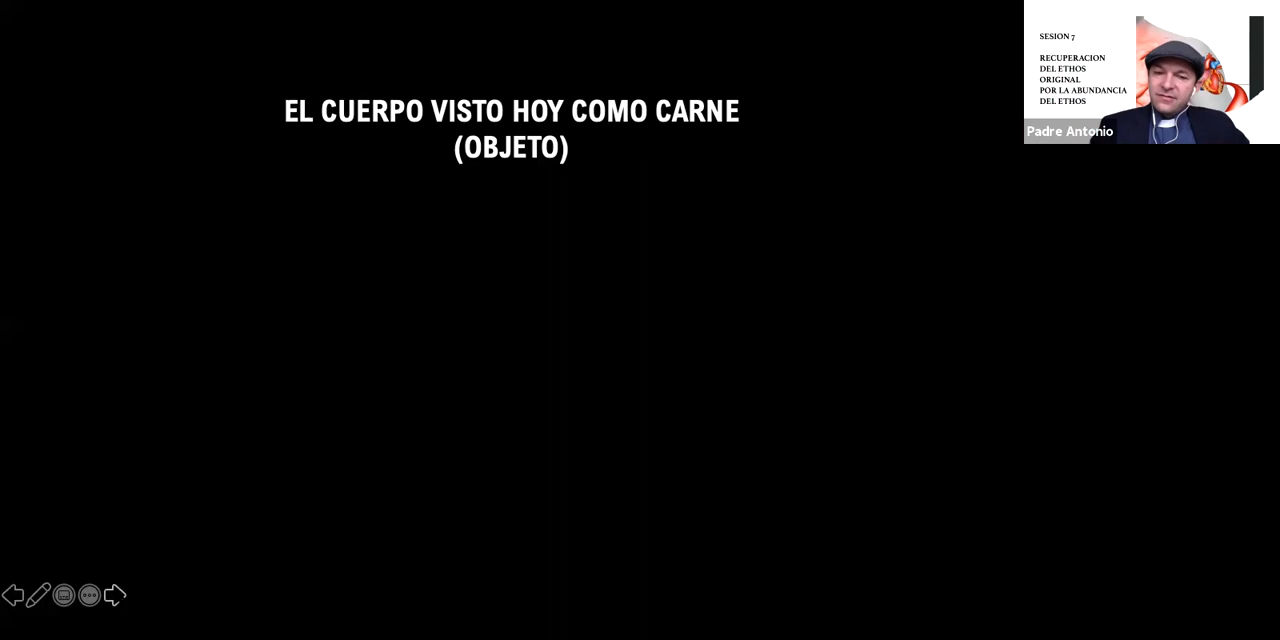 EL CUERPO VISTO HOY COMO CARNE
(OBJETO)
SESION 7
RECUPERACION
DEL ETHOS
ORIGINAL
POR LA ABUNDANCIA
DEL ETHOS
Padre Antonio